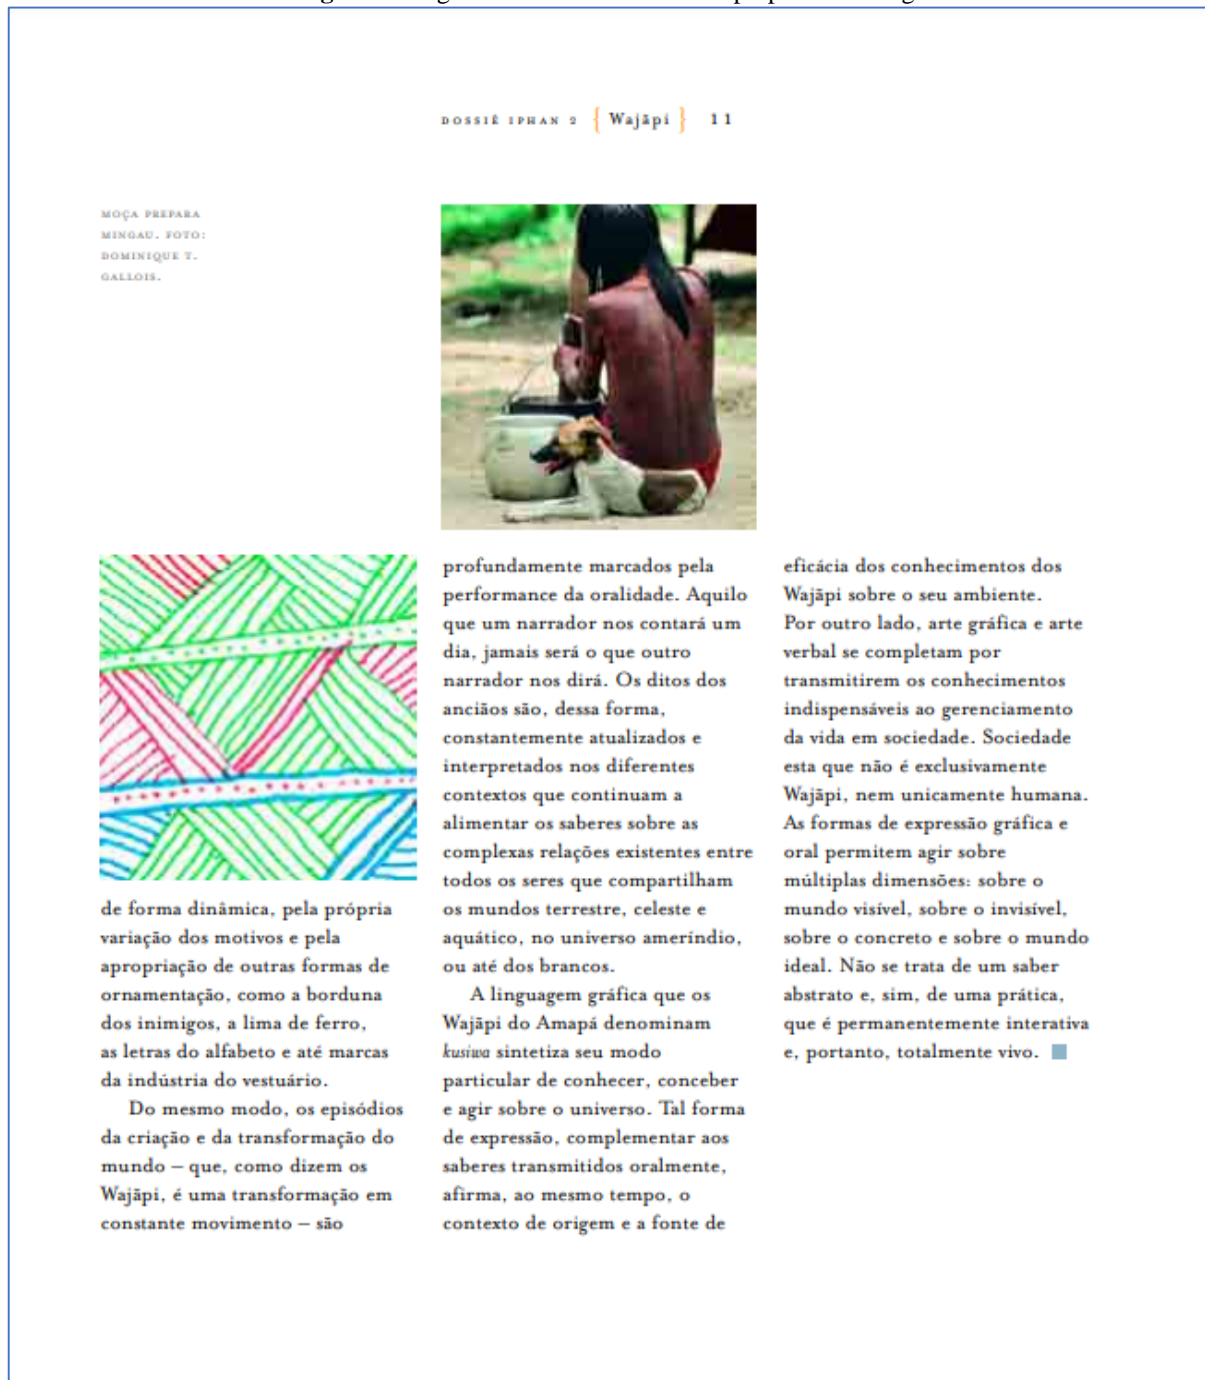 DOSSIÊ IPHAN 2 { Wajãpi } 11
MOÇA PREPARA
MINGAU. FOTO:
DOMINIQUE T.
GALLOIS.
de forma dinâmica, pela própria
variação dos motivos e pela
apropriação de outras formas de
ornamentação, como a borduna
dos inimigos, a lima de ferro,
as letras do alfabeto e até marcas
da indústria do vestuário.
Do mesmo modo, os episódios
da criação e da transformação do
mundo – que, como dizem os
Wajãpi, é uma transformação em
constante movimento – são
profundamente marcados pela
performance da oralidade. Aquilo
que um narrador nos contará um
dia, jamais será o que outro
narrador nos dirá. Os ditos dos
anciãos são, dessa forma,
constantemente atualizados e
interpretados nos diferentes
contextos que continuam a
alimentar os saberes sobre as
complexas relações existentes entre
todos os seres que compartilham
os mundos terrestre, celeste e
aquático, no universo ameríndio,
ou até dos brancos.
A linguagem gráfica que os
Wajãpi do Amapá denominam
kusiwa sintetiza seu modo
particular de conhecer, conceber
e agir sobre o universo. Tal forma
de expressão, complementar aos
saberes transmitidos oralmente,
afirma, ao mesmo tempo, o
contexto de origem e a fonte de
eficácia dos conhecimentos dos
Wajãpi sobre o seu ambiente.
Por outro lado, arte gráfica e arte
verbal se completam por
transmitirem os conhecimentos
indispensáveis ao gerenciamento
da vida em sociedade. Sociedade
esta que não é exclusivamente
Wajãpi, nem unicamente humana.
As formas de expressão gráfica e
oral permitem agir sobre
múltiplas dimensões: sobre o
mundo visível, sobre o invisível,
sobre o concreto e sobre o mundo
ideal. Não se trata de um saber
abstrato e, sim, de uma prática,
que é permanentemente interativa
e, portanto, totalmente vivo.